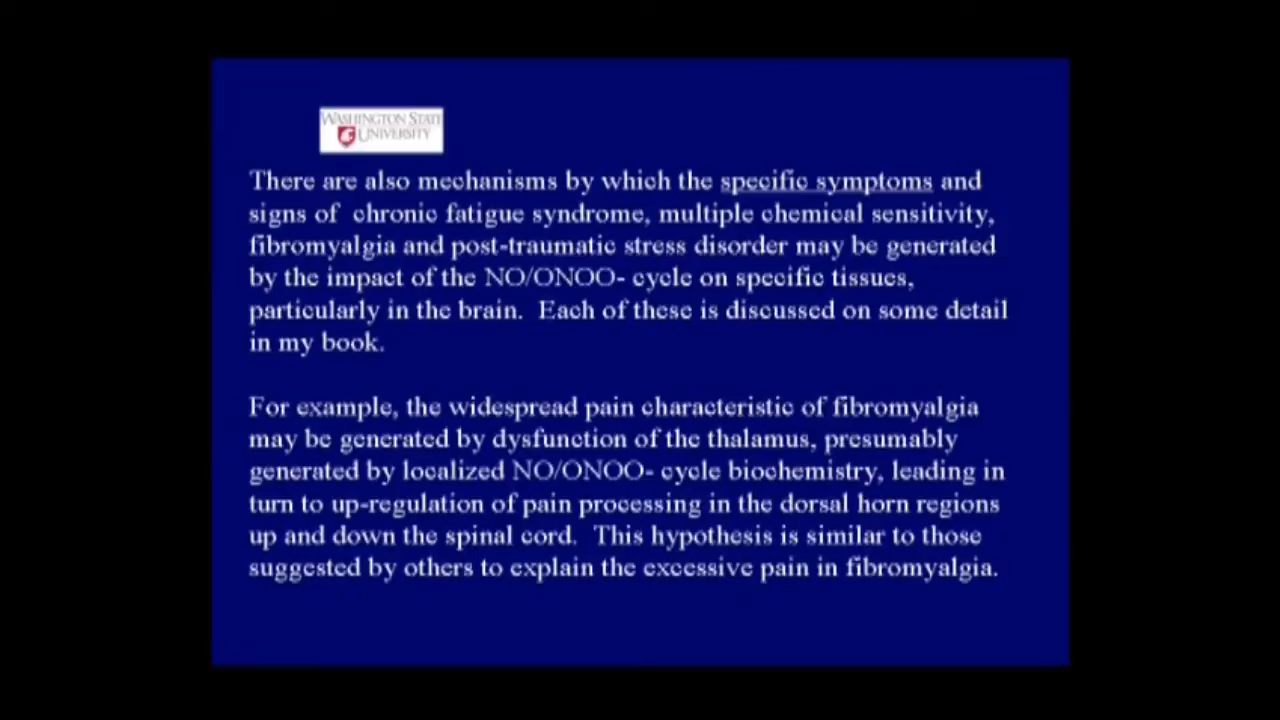 WASHINGTON STATE
UNIVERSITY
There are also mechanisms by which the specific symptoms and
signs of  chronic fatigue syndrome, multiple chemical sensitivity,
fibromyalgia and post-traumatic stress disorder may be generated
by the impact of the NO/ONOO- cycle on specific tissues,
particularly in the brain.  Each of these is discussed on some detail
in my book.
For example, the widespread pain characteristic of fibromyalgia
may be generated by dysfunction of the thalamus, presumably
generated by localized NO/ONOO- cycle biochemistry, leading in
turn to up-regulation of pain processing in the dorsal horn regions
up and down the spinal cord.  This hypothesis is similar to those
suggested by others to explain the excessive pain in fibromyalgia.